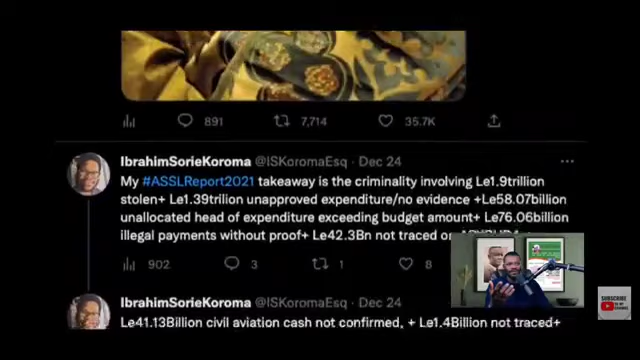 891 7,714 35.7K
IbrahimSorieKoroma @ISKoromaEsq · Dec 24
My #ASSLReport2021 takeaway is the criminality involving Le1.9trillion
stolen+ Le1.39trilion unapproved expenditure/no evidence +Le58.07billion
unallocated head of expenditure exceeding budget amount+ Le76.06billion
illegal payments without proof+ Le42.3Bn not traced
902 3 1 8
IbrahimSorieKoroma @ISKoromaEsq · Dec 24
Le41.13Billion civil aviation cash not confirmed, + Le1.4Billion not traced+
SUBSCRIBE